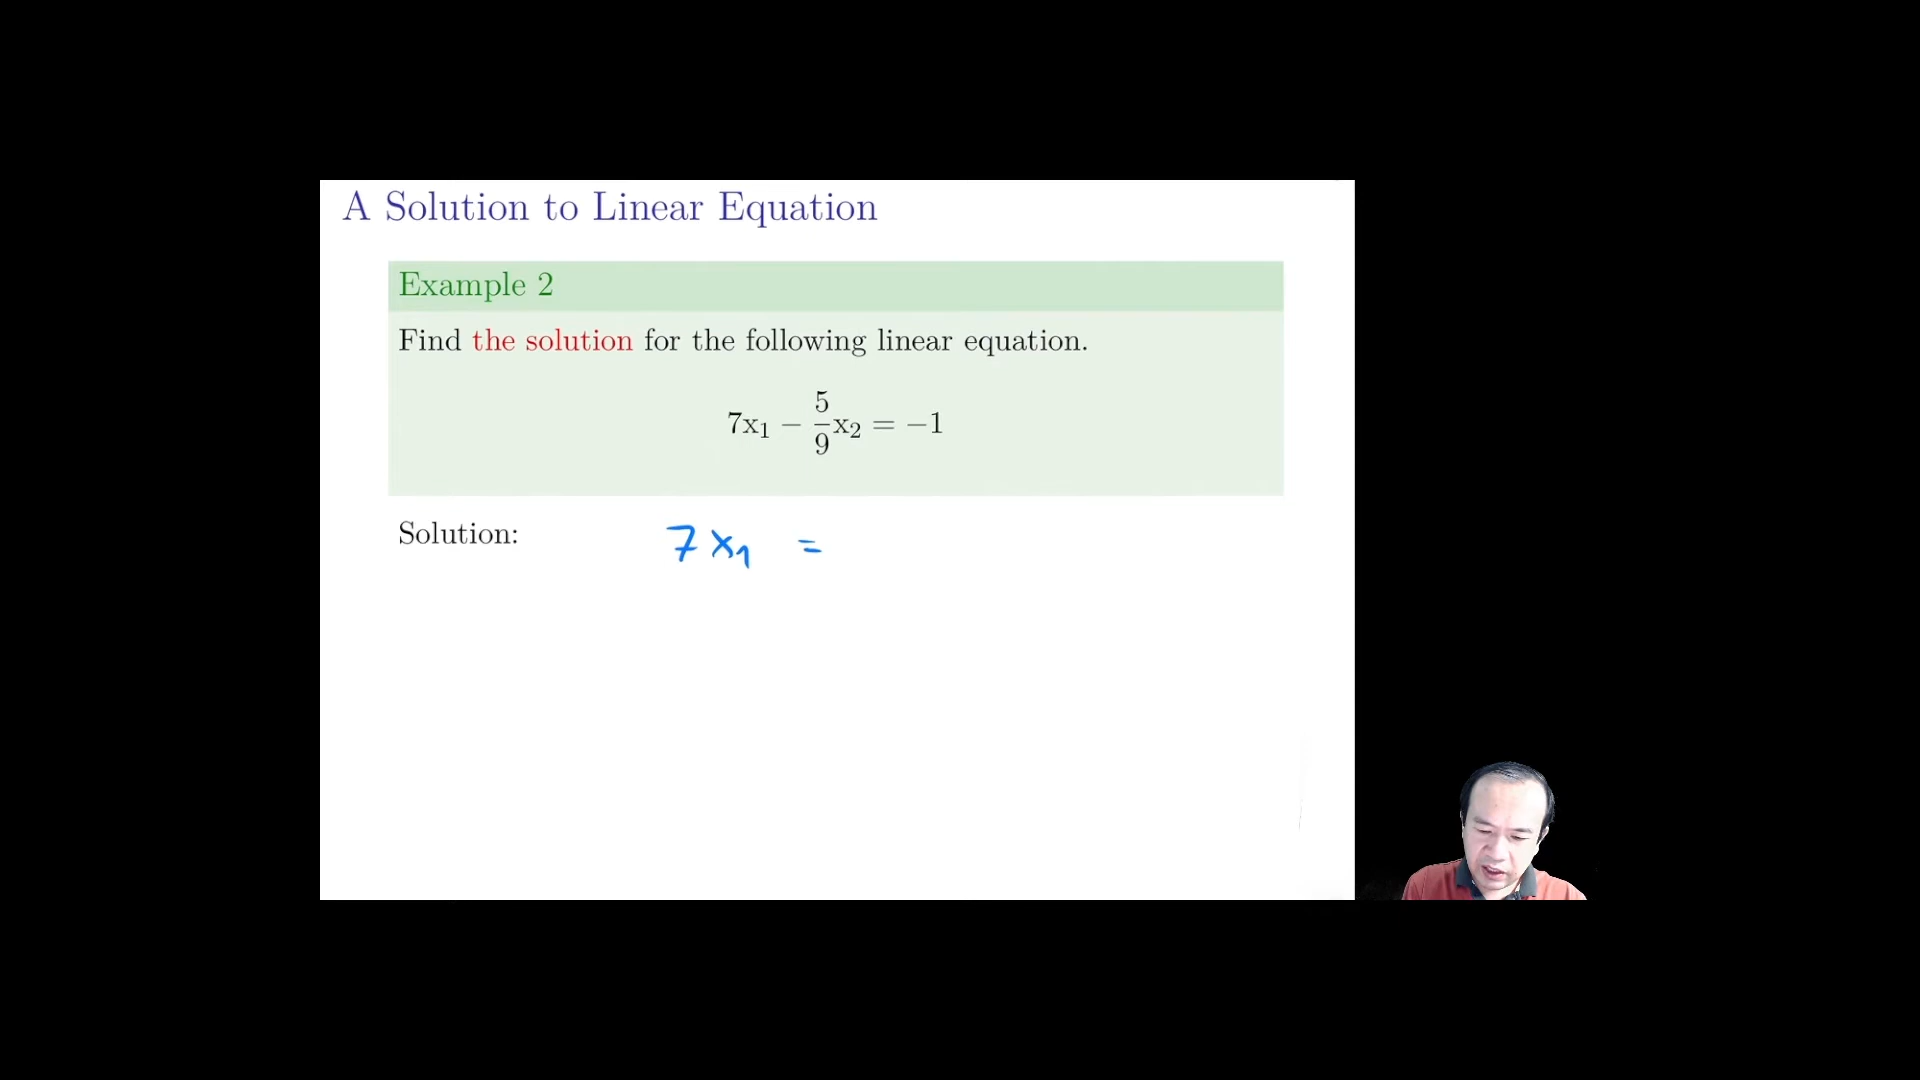 A Solution to Linear Equation
Example 2
Find the solution for the following linear equation.
7x₁ − 5/9 x₂ = −1
Solution: 7x₁ =